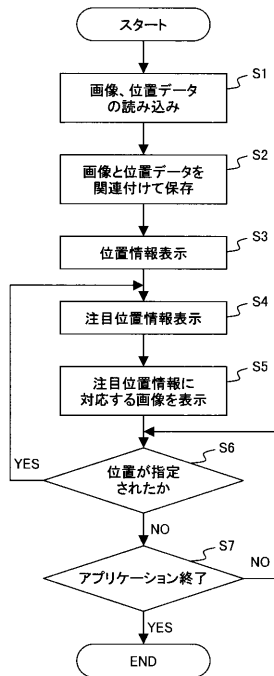 スタート
S1
画像、位置データ
の読み込み
S2
画像と位置データを
関連付けて保存
S3
位置情報表示
S4
注目位置情報表示
S5
注目位置情報に
対応する画像を表示
S6
位置が指定
されたか
YES
NO
S7
アプリケーション終了
NO
YES
END